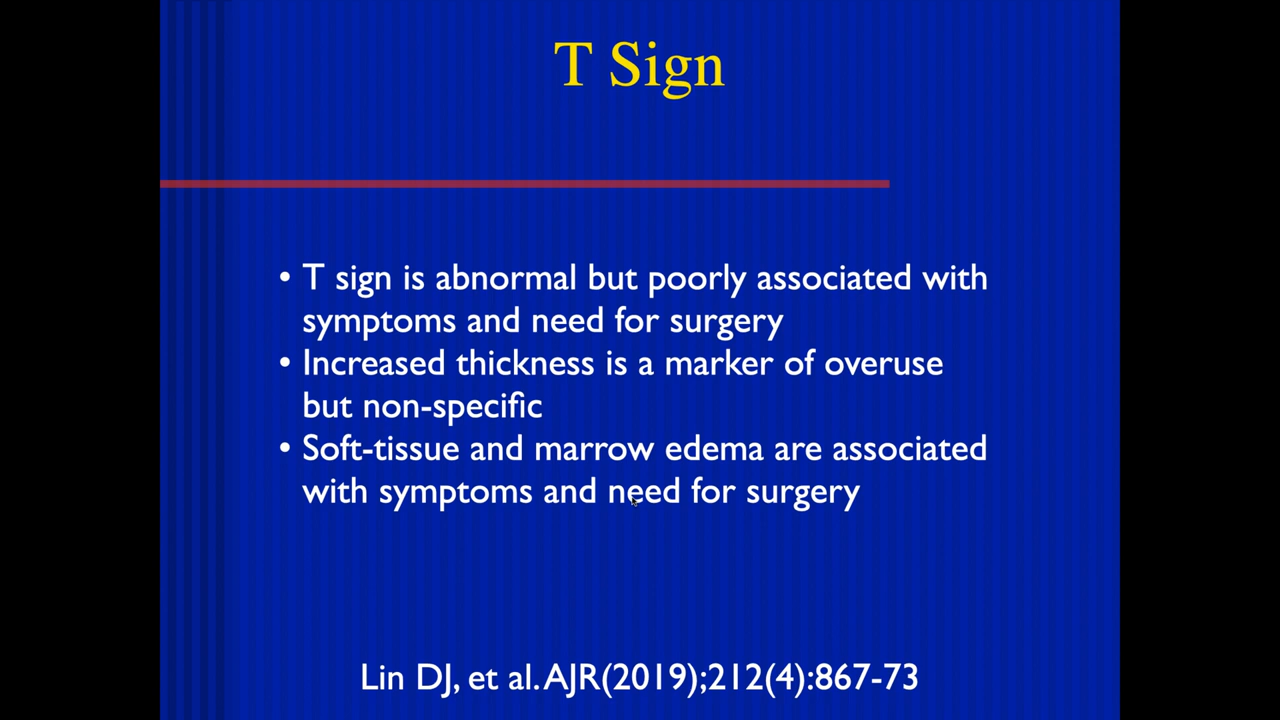 T Sign
• T sign is abnormal but poorly associated with
symptoms and need for surgery
• Increased thickness is a marker of overuse
but non-specific
• Soft-tissue and marrow edema are associated
with symptoms and need for surgery
Lin DJ, et al. AJR(2019);212(4):867-73